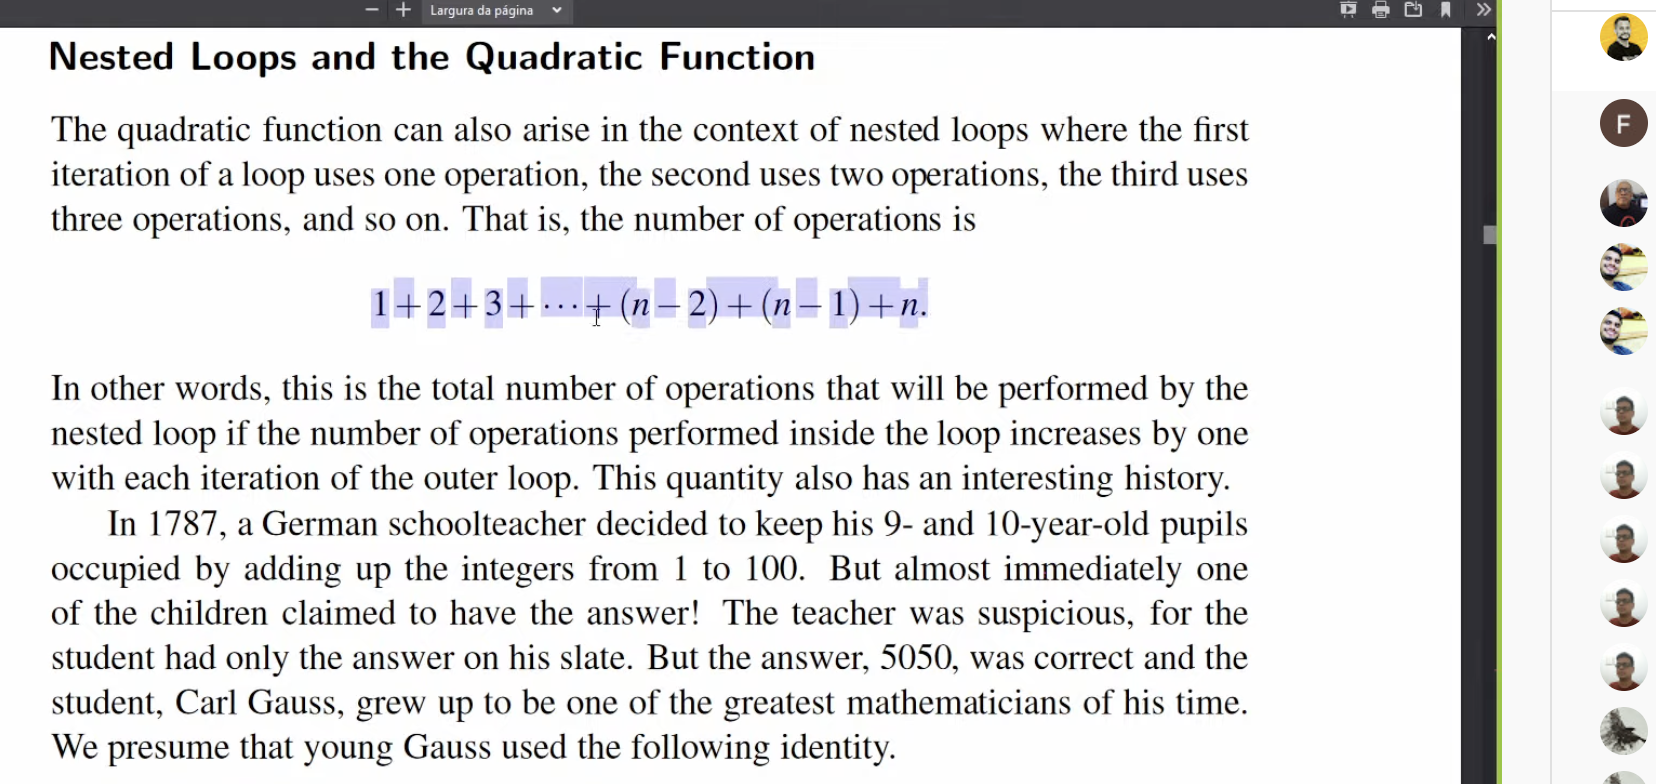 Largura da página
Nested Loops and the Quadratic Function
The quadratic function can also arise in the context of nested loops where the first
iteration of a loop uses one operation, the second uses two operations, the third uses
three operations, and so on. That is, the number of operations is
1 + 2 + 3 + ··· + (n − 2) + (n − 1) + n.
In other words, this is the total number of operations that will be performed by the
nested loop if the number of operations performed inside the loop increases by one
with each iteration of the outer loop. This quantity also has an interesting history.
In 1787, a German schoolteacher decided to keep his 9- and 10-year-old pupils
occupied by adding up the integers from 1 to 100. But almost immediately one
of the children claimed to have the answer! The teacher was suspicious, for the
student had only the answer on his slate. But the answer, 5050, was correct and the
student, Carl Gauss, grew up to be one of the greatest mathematicians of his time.
We presume that young Gauss used the following identity.
F